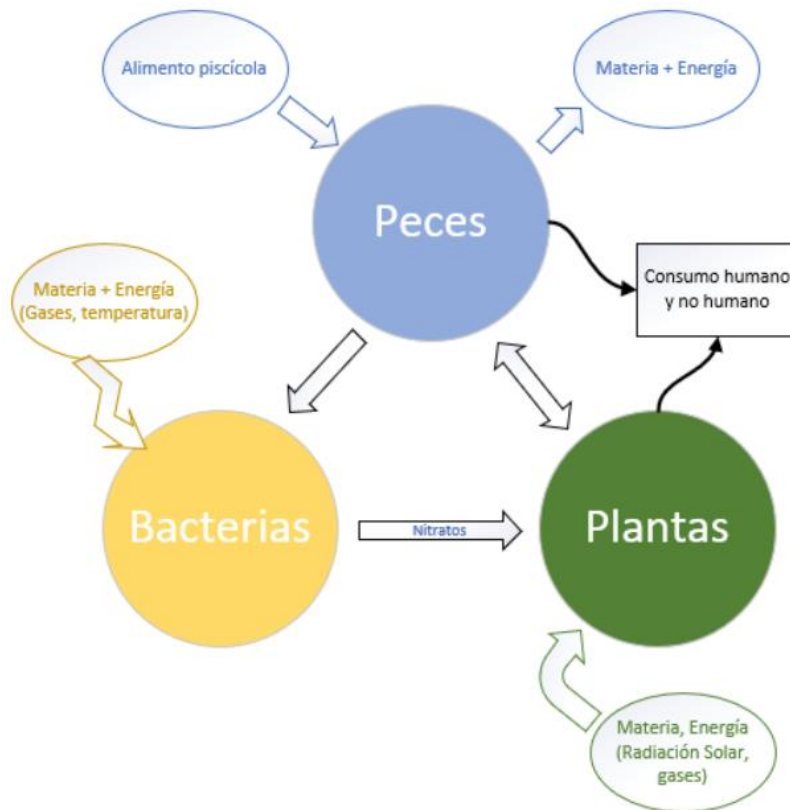 Alimento piscícola
Materia + Energía
Peces
Consumo humano
y no humano
Materia + Energía
(Gases, temperatura)
Bacterias
Nitratos
Plantas
Materia, Energía
(Radiación Solar,
gases)